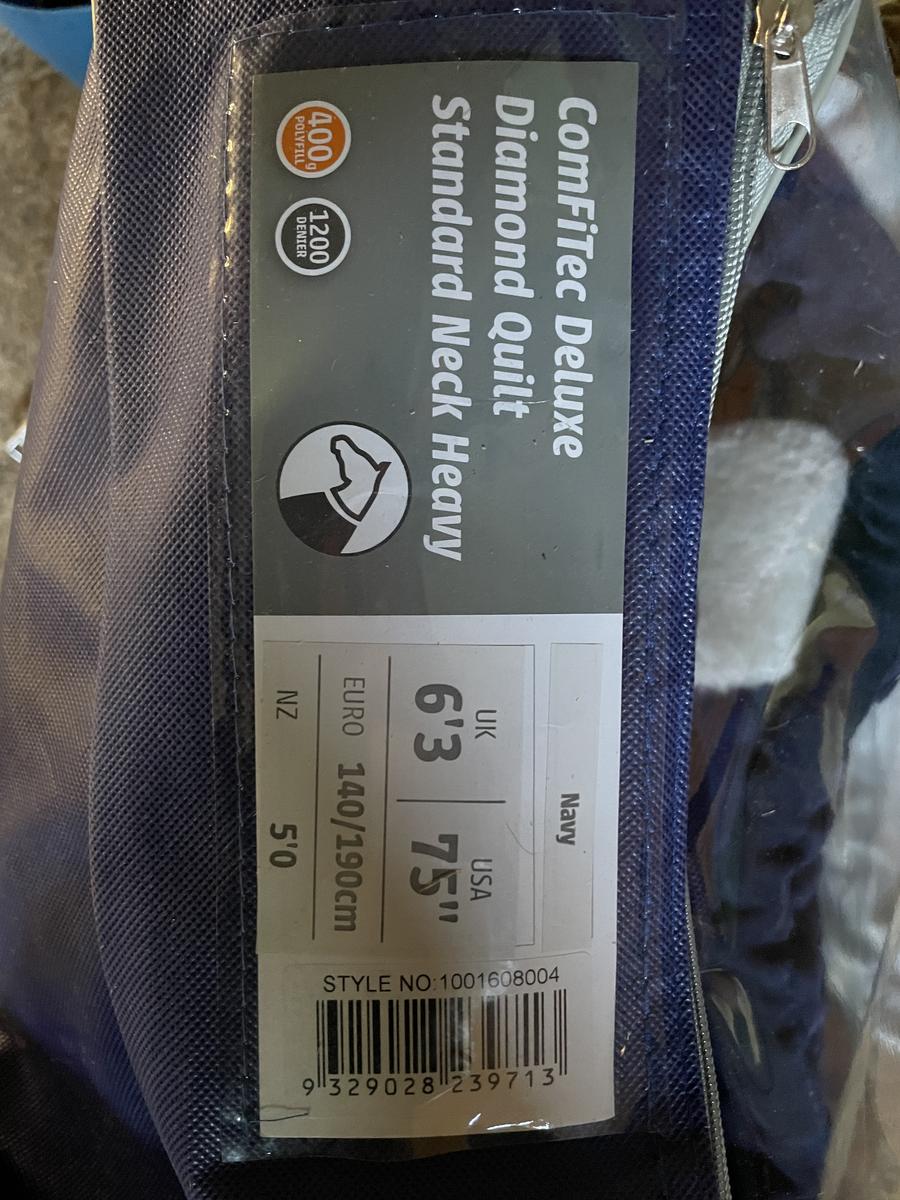 ComFiTec Deluxe
Diamond Quilt
Standard Neck Heavy
400g
POLYFILL
1200
DENIER
Navy
UK
6'3
USA
75"
EURO 140/190cm
NZ 5'0
STYLE NO:1001608004
9 329028 239713